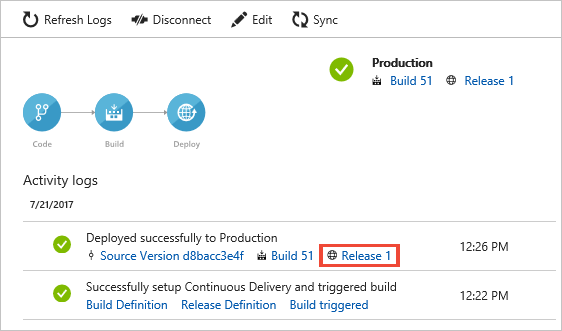 Refresh Logs Disconnect Edit Sync
Production
Build 51 Release 1
Code Build Deploy
Activity logs
7/21/2017
Deployed successfully to Production
Source Version d8bacc3e4f Build 51 Release 1 12:26 PM
Successfully setup Continuous Delivery and triggered build
Build Definition Release Definition Build triggered 12:22 PM